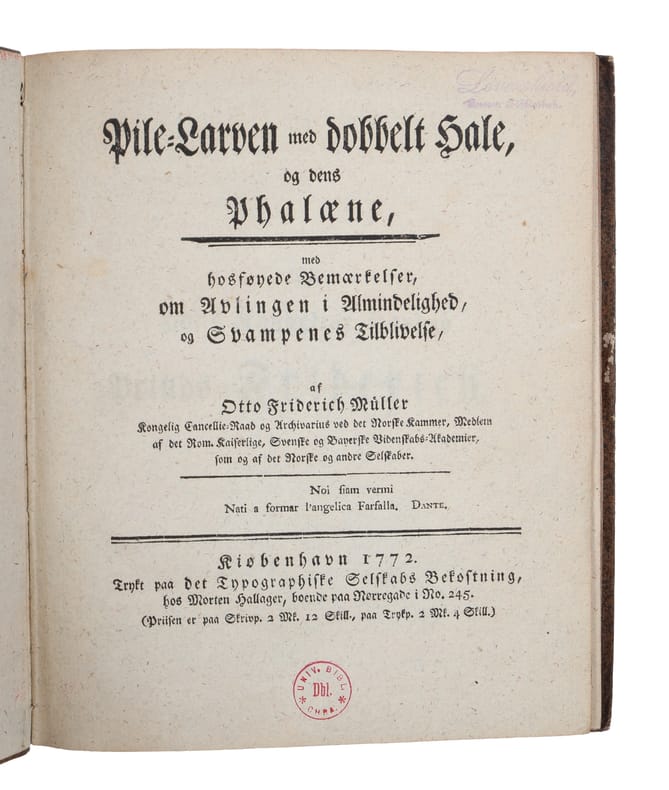 Pile-Larven med dobbelt Hale,
og dens
Phalæne,
med
hosføyede Bemærkelser,
om Avlingen i Almindelighed,
og Svampenes Tilblivelse,
af
Otto Friderich Müller
Kongelig Cancellie-Raad og Archivarius ved det Norske Kammer, Medlem
af det Rom. Kaiserlige, Svenske og Bayerske Videnskabs-Akademier,
som og af det Norske og andre Selskaber.
Noi siam vermi
Nati a formar l'angelica Farfalla. DANTE.
Kiøbenhavn 1772.
Trykt paa det Typographiske Selskabs Bekostning,
hos Morten Hallager, boende paa Nørregade i No. 245.
(Priisen er paa Skrivp. 2 Mk. 12 Skill., paa Trykp. 2 Mk. 4 Skill.)
UNIV. BIBL.
Dbl.
CHRA.